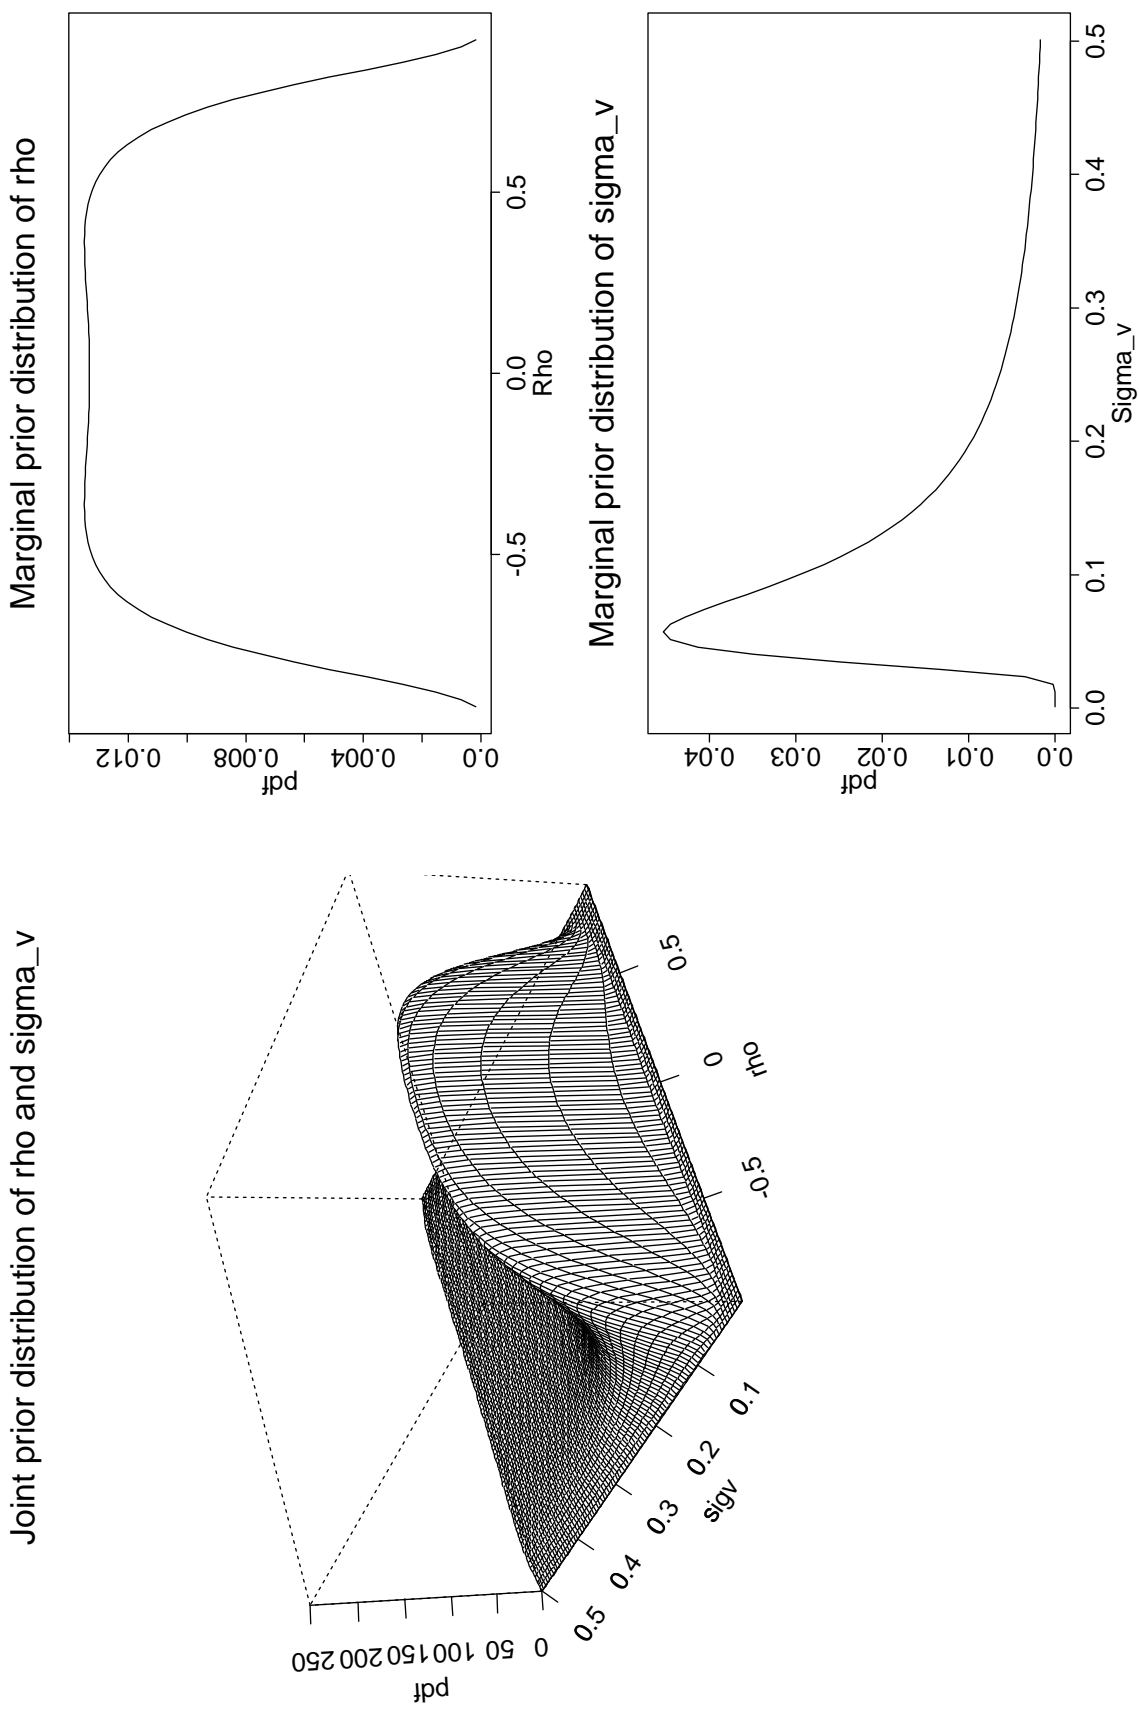 Joint prior distribution of rho and sigma_v
pdf
0 50 100 150 200 250
0.5 0.4 0.3 0.2 0.1
sigv
-0.5 0 0.5
rho
Marginal prior distribution of rho
pdf
0.0 0.004 0.008 0.012
-0.5 0.0 0.5
Rho
Marginal prior distribution of sigma_v
pdf
0.0 0.01 0.02 0.03 0.04
0.0 0.1 0.2 0.3 0.4 0.5
Sigma_v